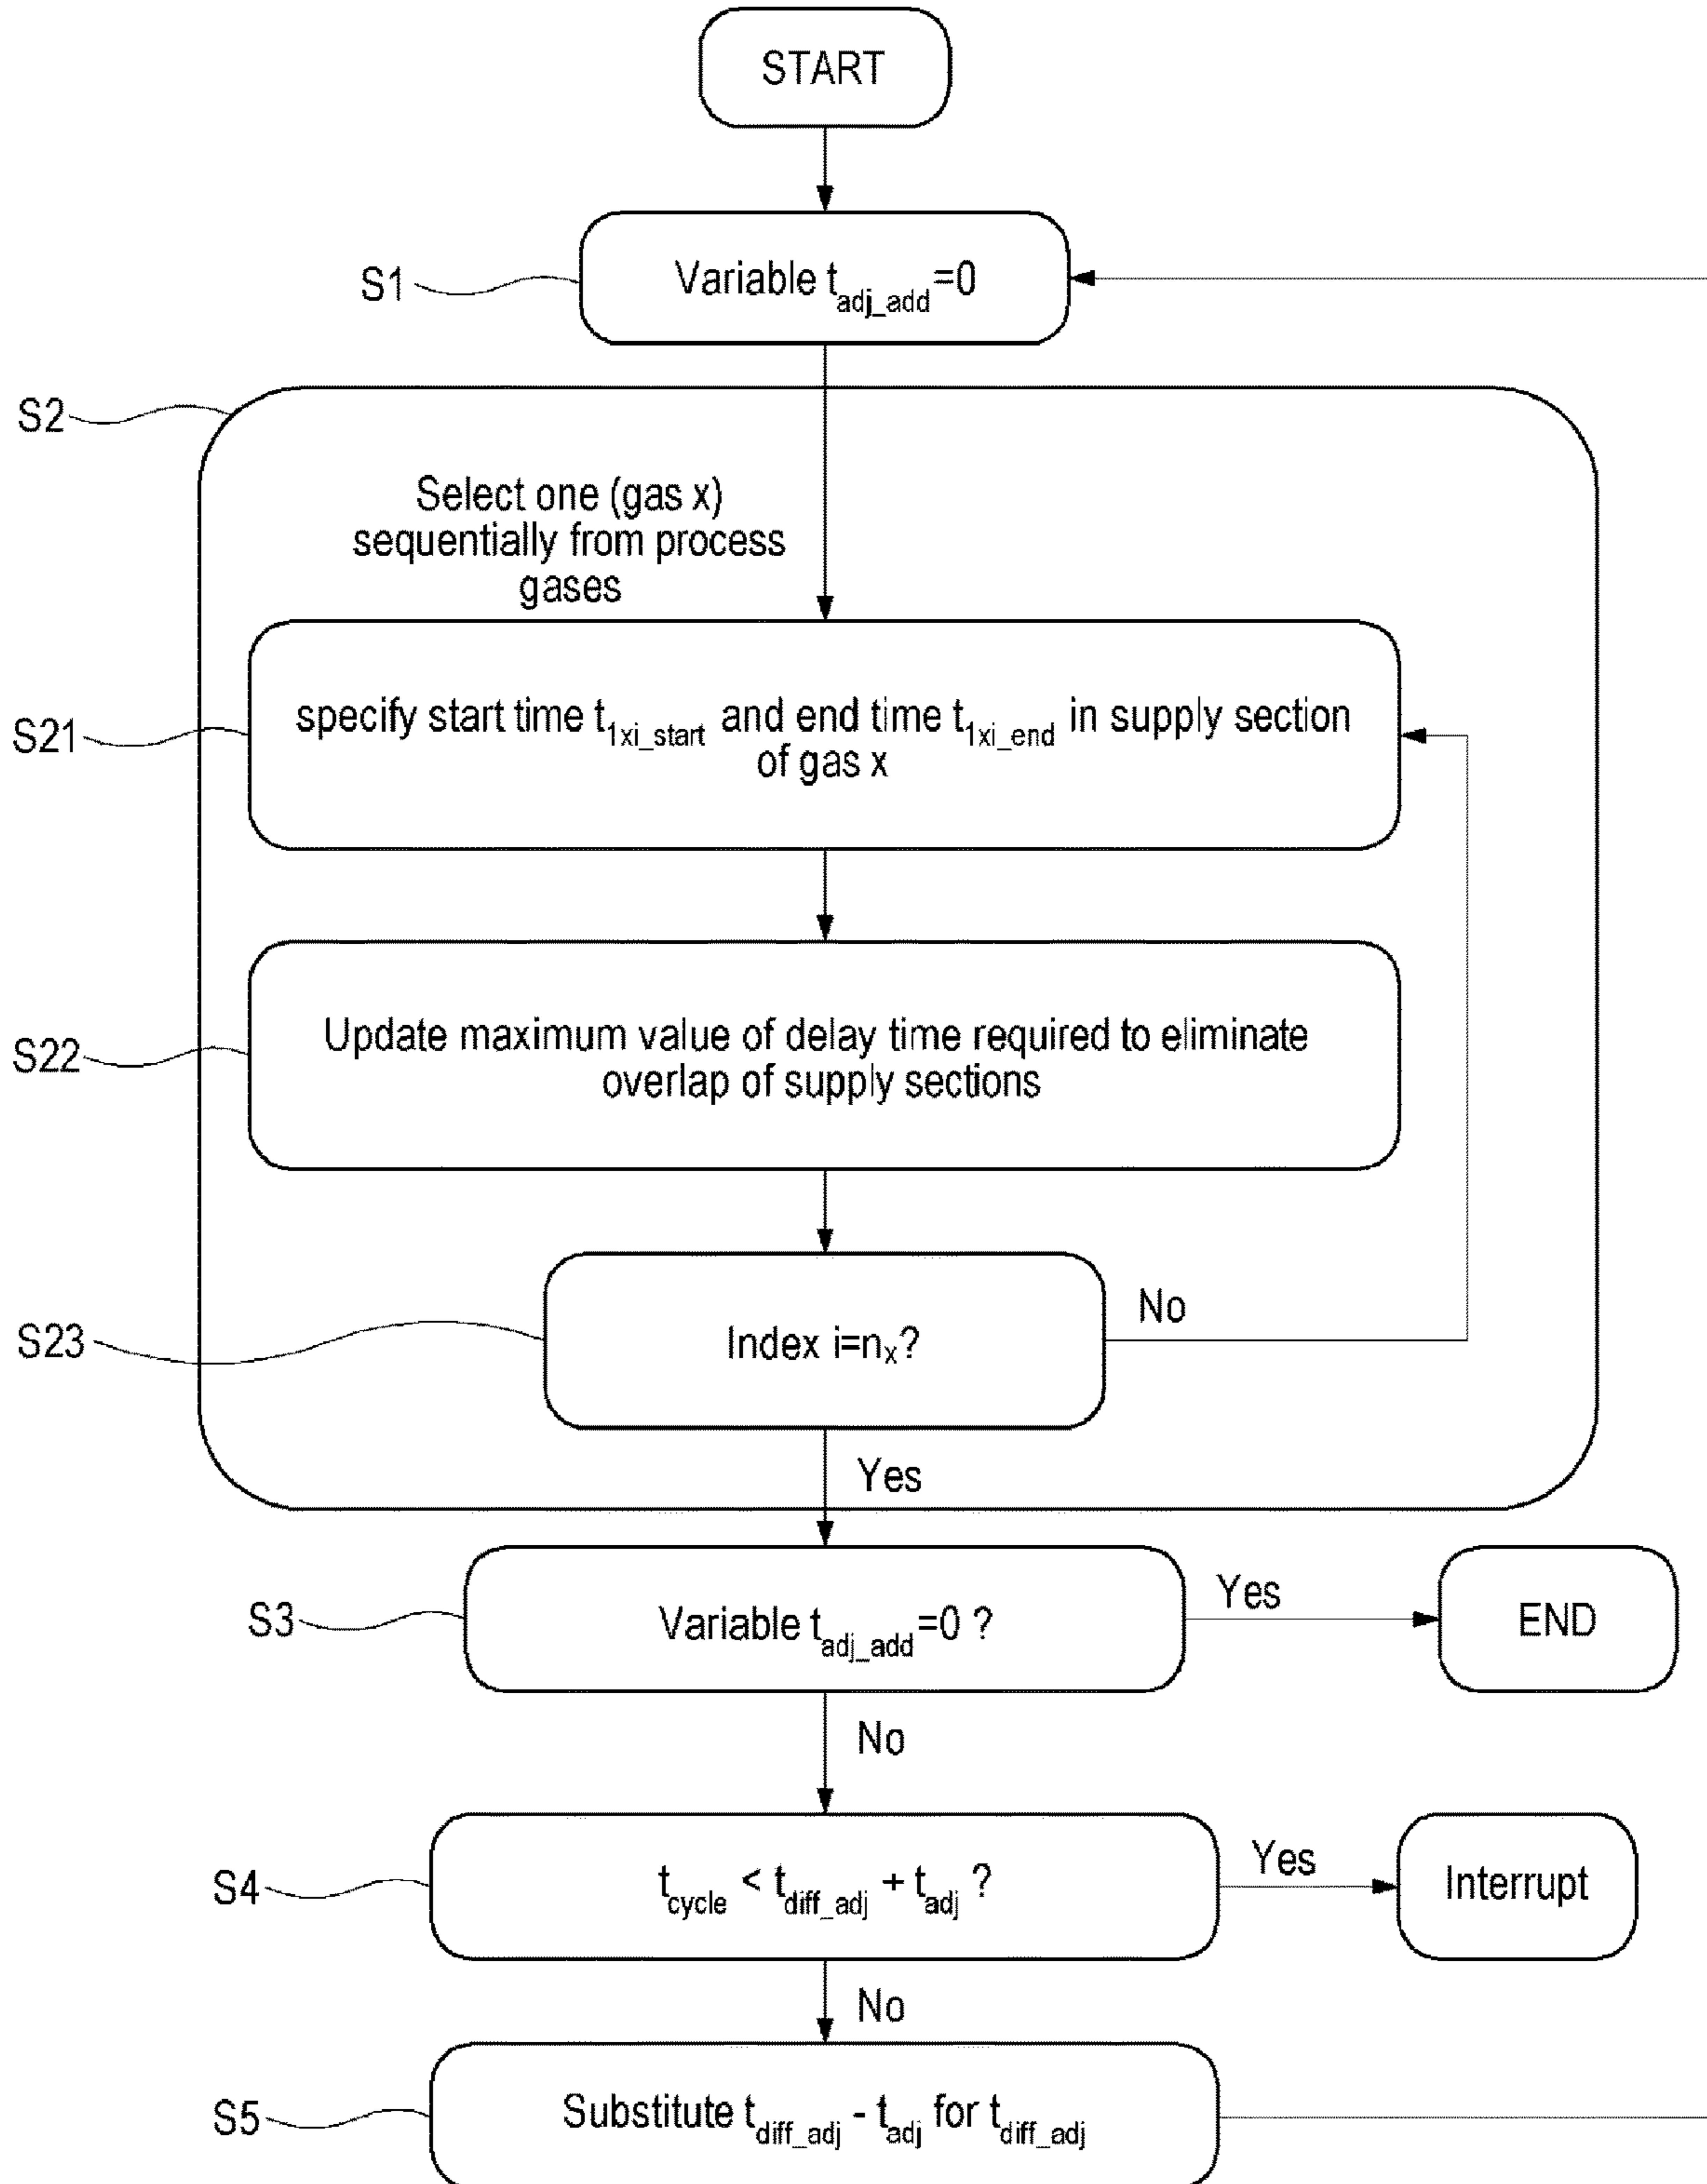 START
S1
Variable t_adj_add=0
S2
Select one (gas x)
sequentially from process
gases
S21
specify start time t_1xi_start and end time t_1xi_end in supply section
of gas x
S22
Update maximum value of delay time required to eliminate
overlap of supply sections
S23
Index i=n_x?
No
Yes
S3
Variable t_adj_add=0 ?
Yes
END
No
S4
t_cycle < t_diff_adj + t_adj ?
Yes
Interrupt
No
S5
Substitute t_diff_adj - t_adj for t_diff_adj